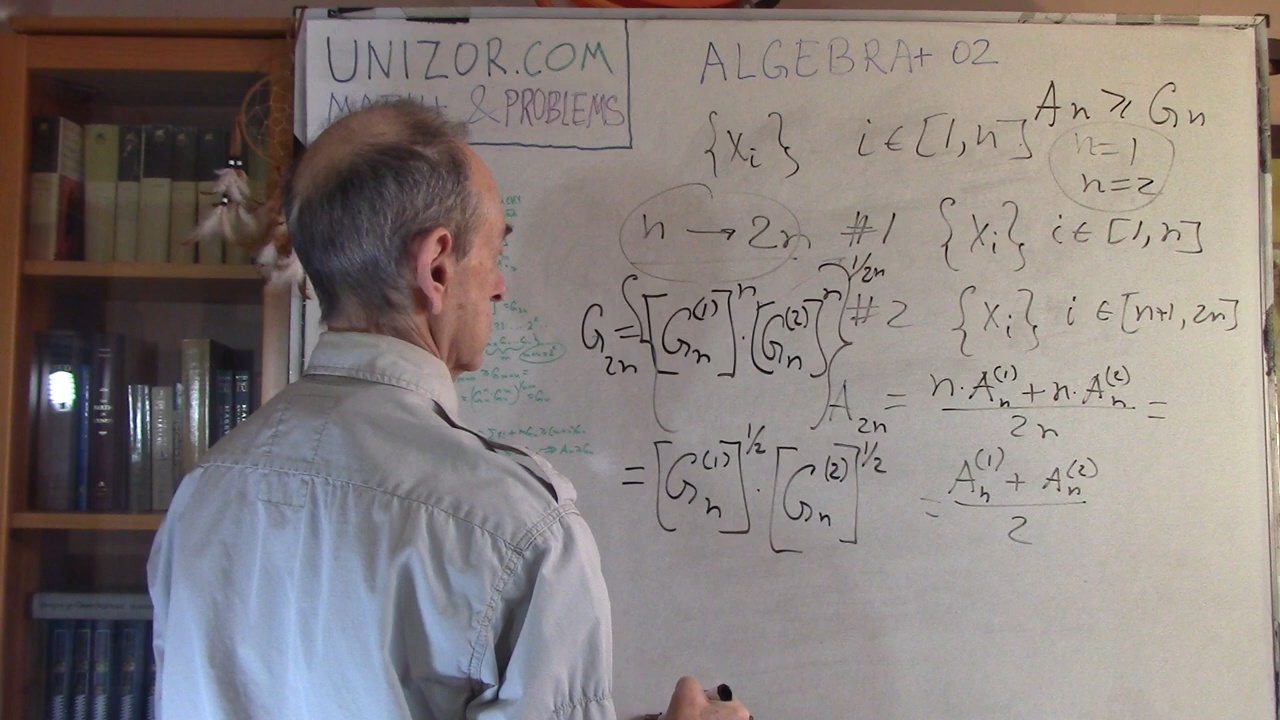 UNIZOR.COM
MATH+ & PROBLEMS
ALGEBRA+ 02
Aₙ ≥ Gₙ
{Xᵢ} i ∈ [1,n]
n=1
n=2
n → 2n #1 {Xᵢ}, i ∈ [1,n]
G₂ₙ = {[Gₙ⁽¹⁾]ⁿ · [Gₙ⁽²⁾]ⁿ}^1/2n
#2 {Xᵢ}, i ∈ [n+1, 2n]
A₂ₙ = (n·Aₙ⁽¹⁾ + n·Aₙ⁽²⁾)/2n =
= [Gₙ⁽¹⁾]^1/2 · [Gₙ⁽²⁾]^1/2
= (Aₙ⁽¹⁾ + Aₙ⁽²⁾)/2